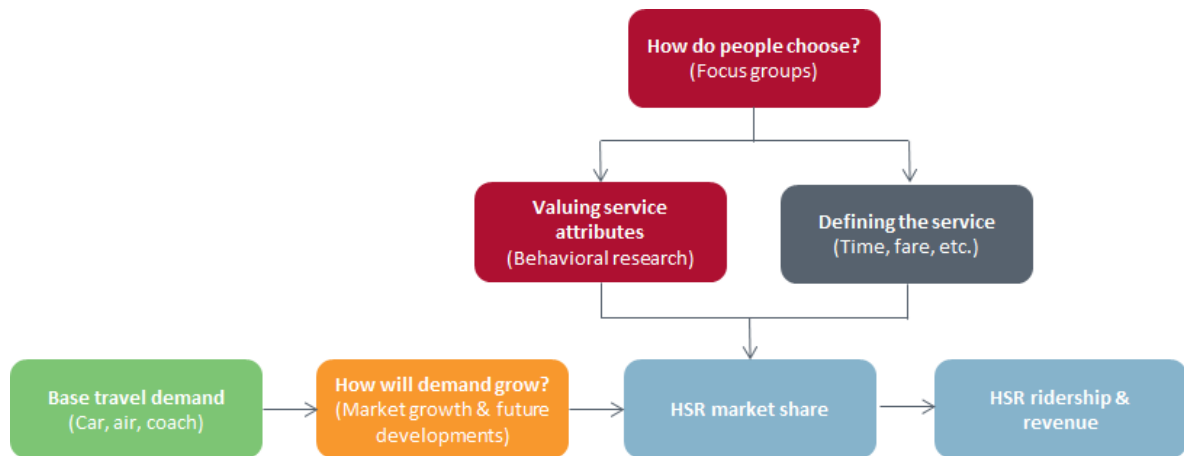 How do people choose?
(Focus groups)
Valuing service
attributes
(Behavioral research)
Defining the service
(Time, fare, etc.)
Base travel demand
(Car, air, coach)
How will demand grow?
(Market growth & future
developments)
HSR market share
HSR ridership &
revenue